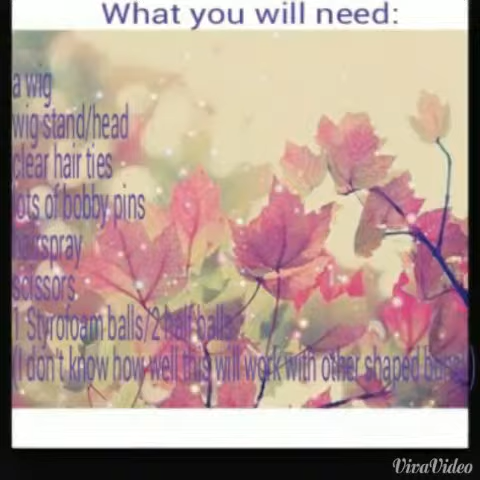 What you will need:
a wig
wig stand/head
clear hair ties
lots of bobby pins
hairspray
scissors
1 Styrofoam balls/2 half balls
(I don't know how well this will work with other shaped buns!!)
VivaVideo